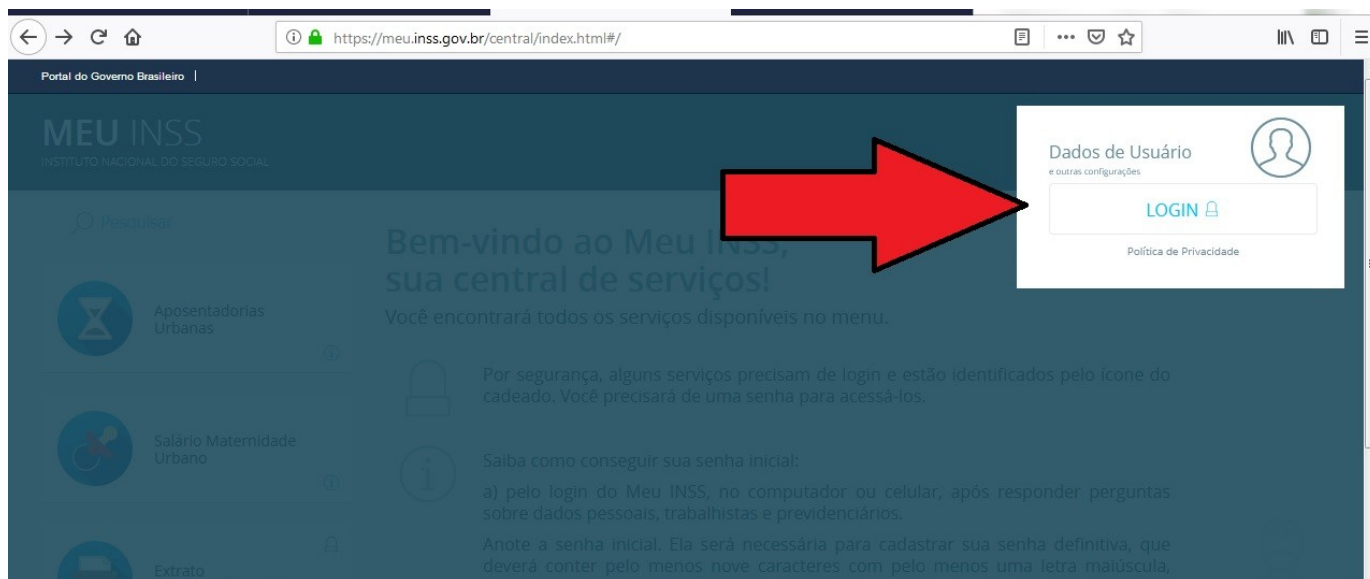 https://meu.inss.gov.br/central/index.html#/
Portal do Governo Brasileiro |
MEU INSS
INSTITUTO NACIONAL DO SEGURO SOCIAL
Dados de Usuário
e outras configurações
LOGIN
Política de Privacidade
Pesquisar
Aposentadorias
Urbanas
Salário Maternidade
Urbano
Extrato
Bem-vindo ao Meu INSS,
sua central de serviços!
Você encontrará todos os serviços disponíveis no menu.
Por segurança, alguns serviços precisam de login e estão identificados pelo ícone do
cadeado. Você precisará de uma senha para acessá-los.
Saiba como conseguir sua senha inicial:
a) pelo login do Meu INSS, no computador ou celular, após responder perguntas
sobre dados pessoais, trabalhistas e previdenciários.
Anote a senha inicial. Ela será necessária para cadastrar sua senha definitiva, que
deverá conter pelo menos nove caracteres com pelo menos uma letra maiúscula,